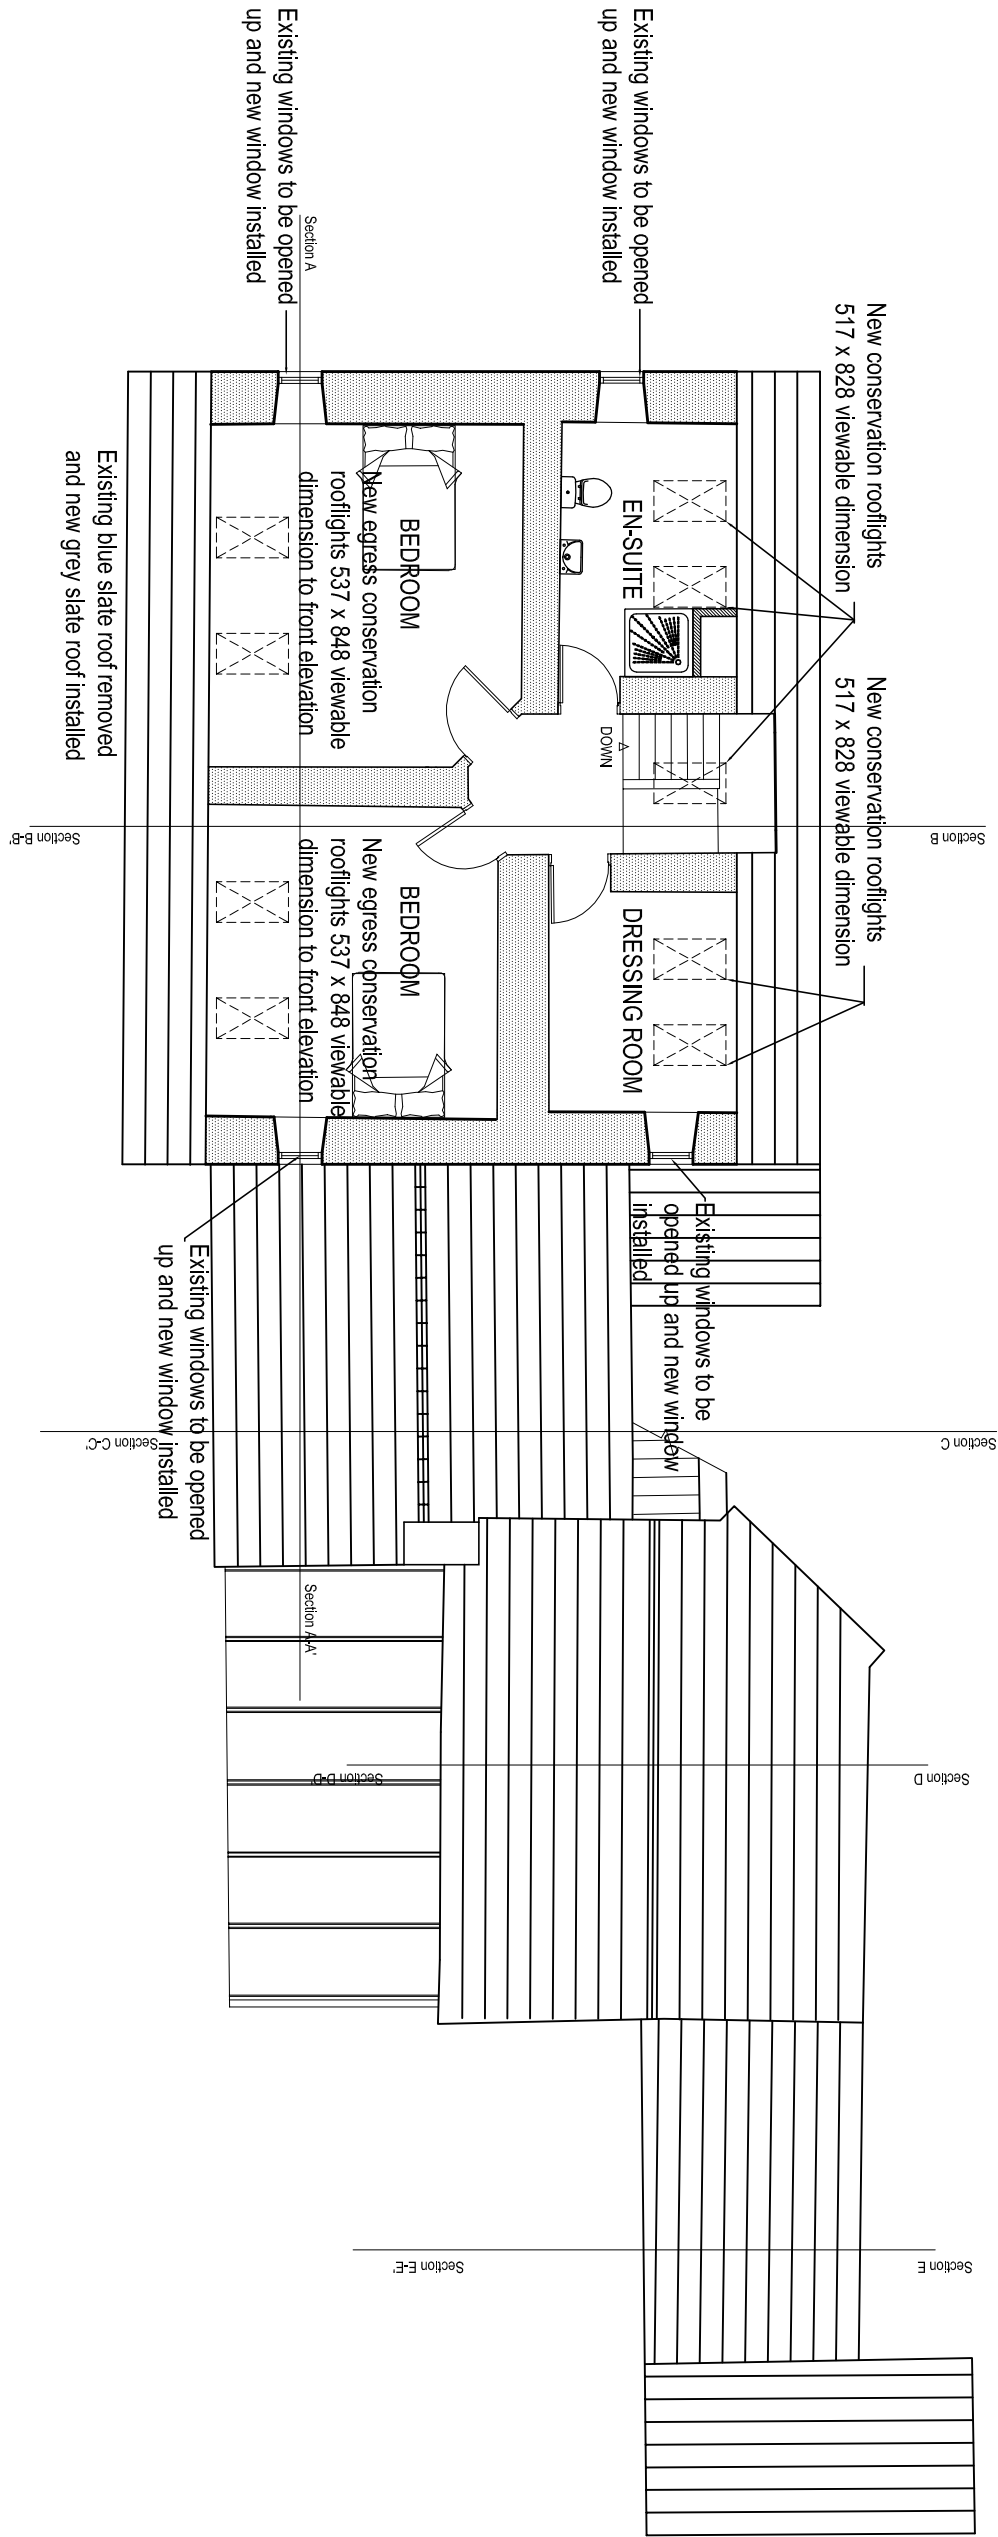 New conservation rooflights
517 x 828 viewable dimension
New conservation rooflights
517 x 828 viewable dimension
Existing windows to be opened
up and new window installed
EN-SUITE
DOWN
DRESSING ROOM
Existing windows to be
opened up and new window
installed
Existing windows to be opened
up and new window installed
Section A
BEDROOM
New egress conservation
rooflights 537 x 848 viewable
dimension to front elevation
BEDROOM
New egress conservation
rooflights 537 x 848 viewable
dimension to front elevation
Existing windows to be opened
up and new window installed
Section A-A'
Existing blue slate roof removed
and new grey slate roof installed
Section B
Section B-B'
Section C
Section C-C'
Section D
Section D-D'
Section E
Section E-E'